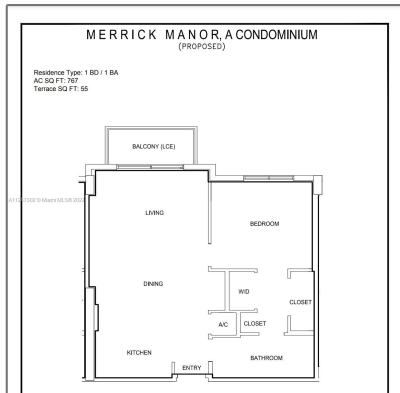 MERRICK MANOR, A CONDOMINIUM
(PROPOSED)
Residence Type: 1 BD / 1 BA
AC SQ FT: 767
Terrace SQ FT: 55
BALCONY (LCE)
LIVING
BEDROOM
DINING
W/D
CLOSET
A/C
CLOSET
KITCHEN
BATHROOM
ENTRY